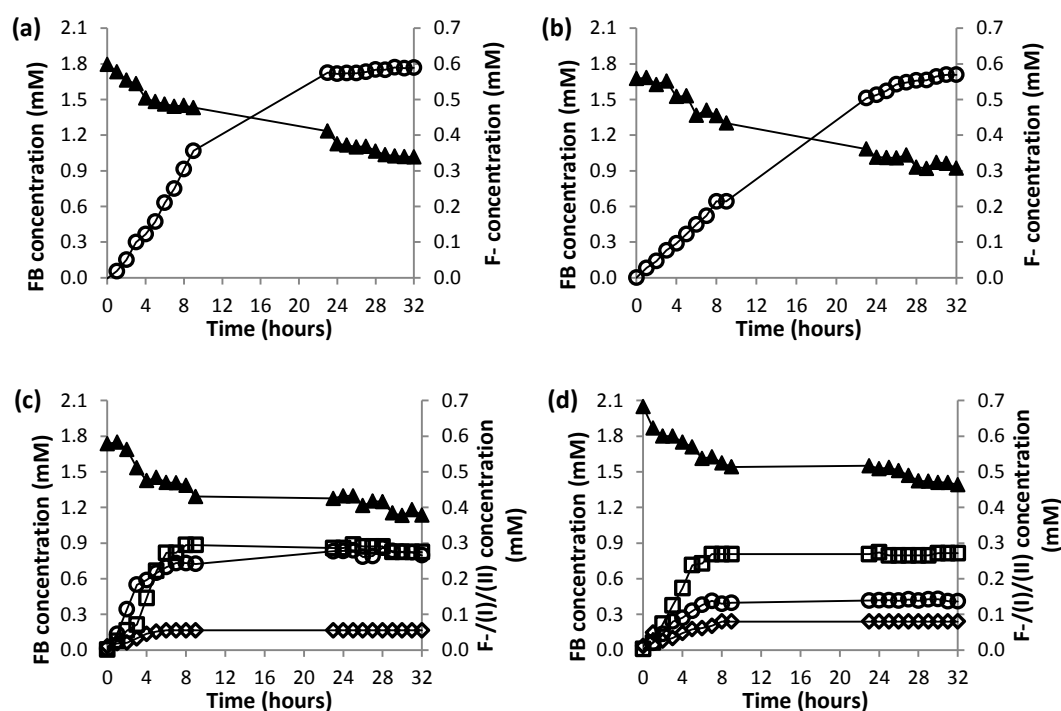 (a)
FB concentration (mM)
2.1
1.8
1.5
1.2
0.9
0.6
0.3
0.0
0 4 8 12 16 20 24 28 32
Time (hours)
0.7
0.6
0.5
0.4
0.3
0.2
0.1
0.0
F- concentration (mM)
(b)
FB concentration (mM)
2.1
1.8
1.5
1.2
0.9
0.6
0.3
0.0
0 4 8 12 16 20 24 28 32
Time (hours)
0.7
0.6
0.5
0.4
0.3
0.2
0.1
0.0
F- concentration (mM)
(c)
FB concentration (mM)
2.1
1.8
1.5
1.2
0.9
0.6
0.3
0.0
0 4 8 12 16 20 24 28 32
Time (hours)
0.7
0.6
0.5
0.4
0.3
0.2
0.1
0.0
F-/(I)/(II) concentration
(mM)
(d)
FB concentration (mM)
2.1
1.8
1.5
1.2
0.9
0.6
0.3
0.0
0 4 8 12 16 20 24 28 32
Time (hours)
0.7
0.6
0.5
0.4
0.3
0.2
0.1
0.0
F-/(I)/(II) concentration
(mM)